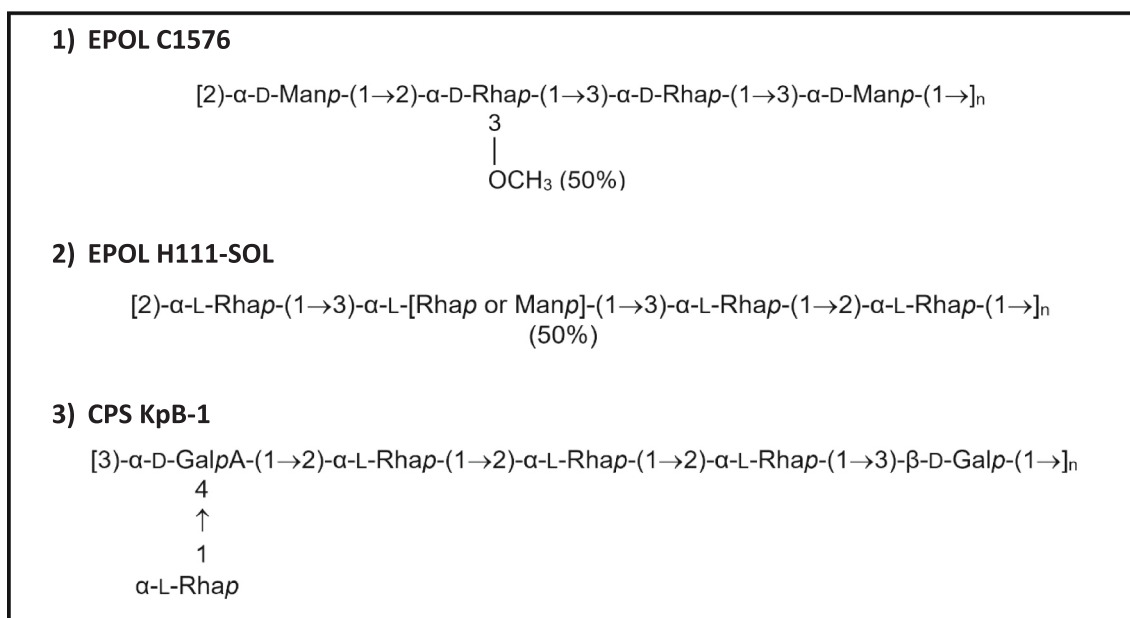 1) EPOL C1576
[2)-α-D-Manp-(1→2)-α-D-Rhap-(1→3)-α-D-Rhap-(1→3)-α-D-Manp-(1→]n
3
|
OCH₃ (50%)
2) EPOL H111-SOL
[2)-α-L-Rhap-(1→3)-α-L-[Rhap or Manp]-(1→3)-α-L-Rhap-(1→2)-α-L-Rhap-(1→]n
(50%)
3) CPS KpB-1
[3)-α-D-GalpA-(1→2)-α-L-Rhap-(1→2)-α-L-Rhap-(1→2)-α-L-Rhap-(1→3)-β-D-Galp-(1→]n
4
↑
1
α-L-Rhap